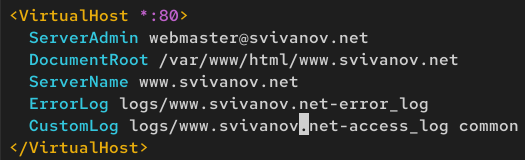 <VirtualHost *:80>
  ServerAdmin webmaster@svivanov.net
  DocumentRoot /var/www/html/www.svivanov.net
  ServerName www.svivanov.net
  ErrorLog logs/www.svivanov.net-error_log
  CustomLog logs/www.svivanov.net-access_log common
</VirtualHost>